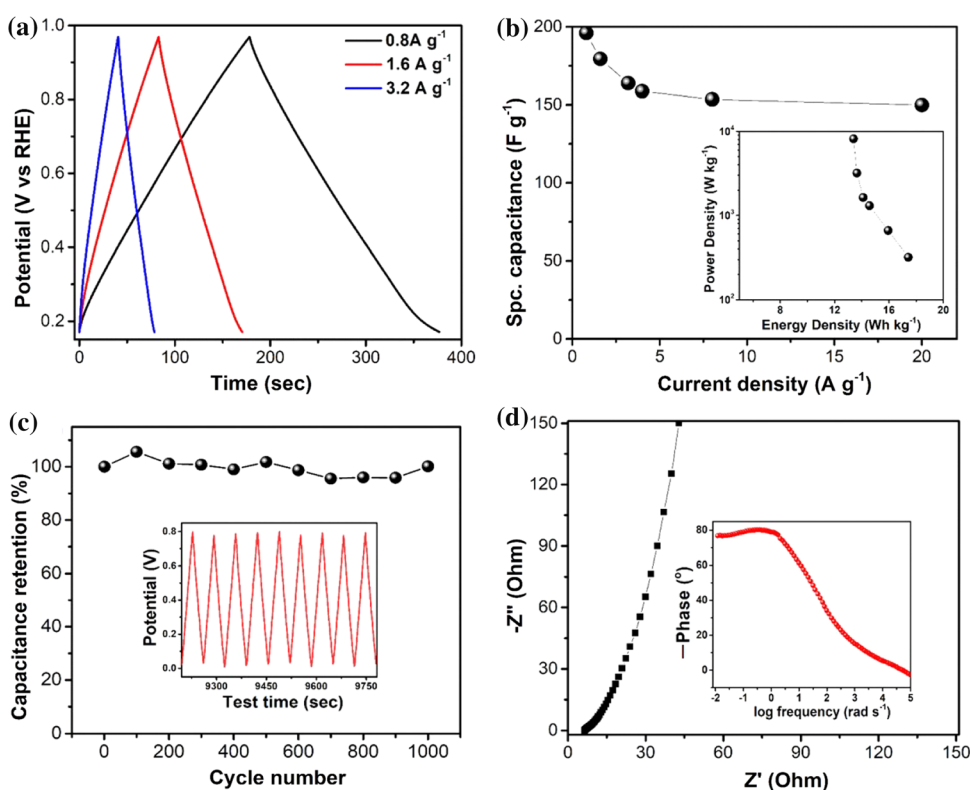 (a)
1.0
0.8
0.6
0.4
0.2
Potential (V vs RHE)
0.8A g⁻¹
1.6 A g⁻¹
3.2 A g⁻¹
0 100 200 300 400
Time (sec)
(b)
200
150
100
50
0
Spc. capacitance (F g⁻¹)
0 5 10 15 20
Current density (A g⁻¹)
10⁴
10³
10²
Power Density (W kg⁻¹)
8 12 16 20
Energy Density (Wh kg⁻¹)
(c)
100
80
60
40
20
0
Capacitance retention (%)
0 200 400 600 800 1000
Cycle number
0.8
0.6
0.4
0.2
0.0
Potential (V)
9300 9450 9600 9750
Test time (sec)
(d)
150
120
90
60
30
0
-Z'' (Ohm)
0 30 60 90 120 150
Z' (Ohm)
80
60
40
20
0
—Phase (°)
-2 -1 0 1 2 3 4 5
log frequency (rad s⁻¹)